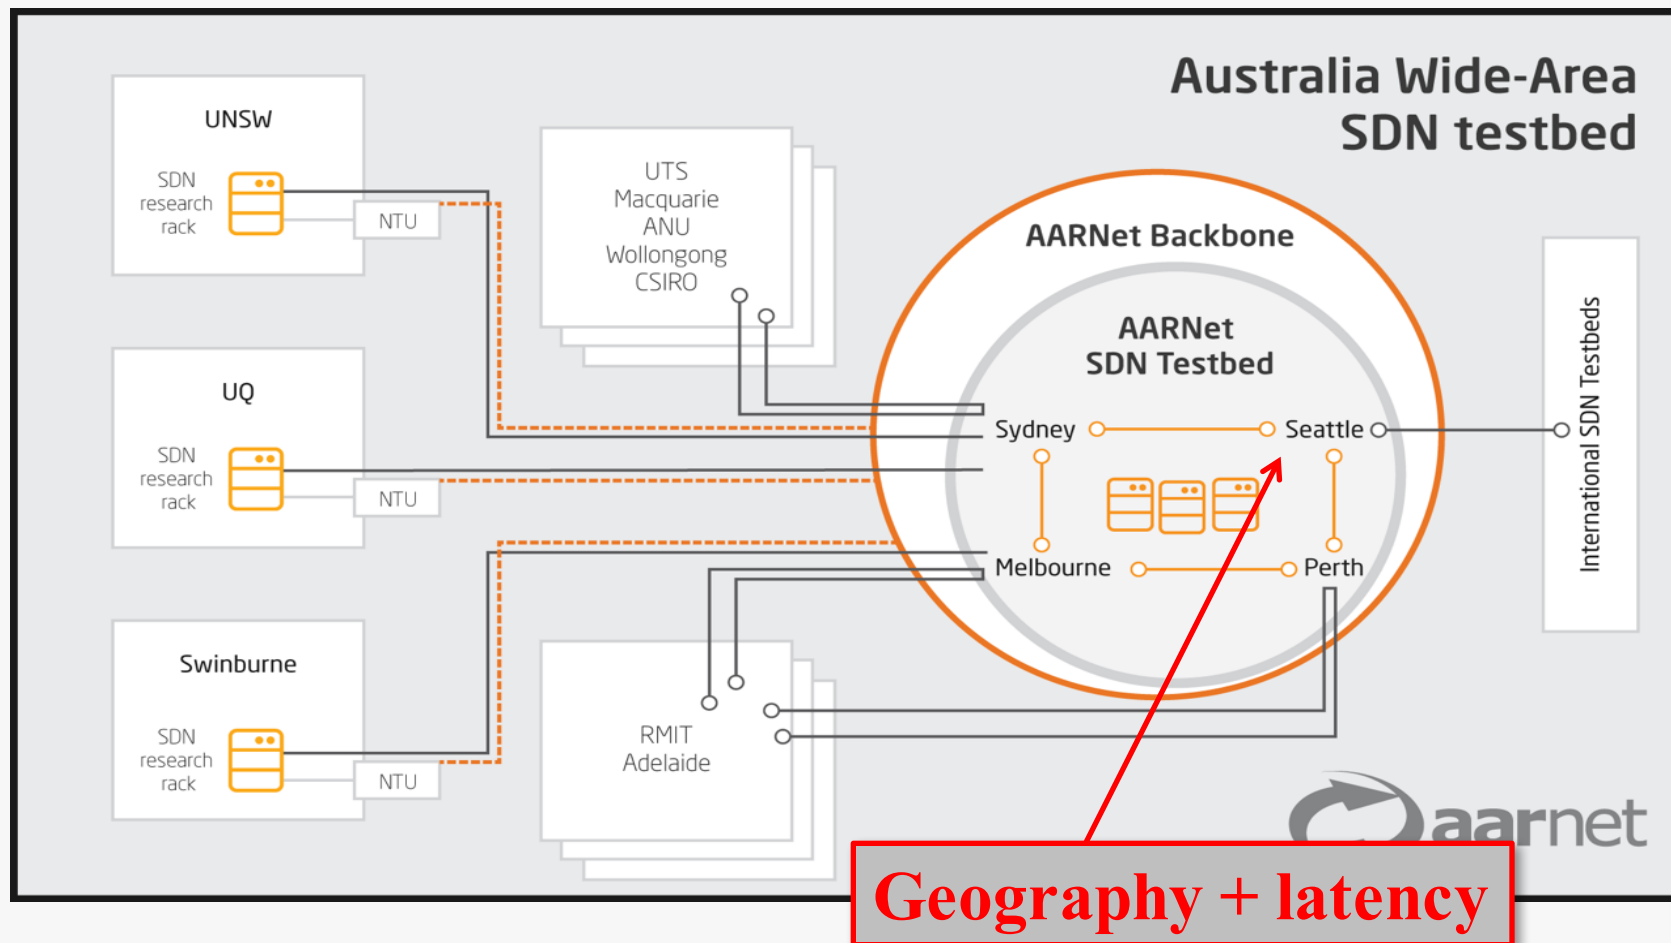 Australia Wide-Area
SDN testbed
UNSW
SDN
research
rack
NTU
UTS
Macquarie
ANU
Wollongong
CSIRO
UQ
SDN
research
rack
NTU
Swinburne
SDN
research
rack
NTU
RMIT
Adelaide
AARNet Backbone
AARNet
SDN Testbed
Sydney
Seattle
Melbourne
Perth
International SDN Testbeds
aarnet
Geography + latency